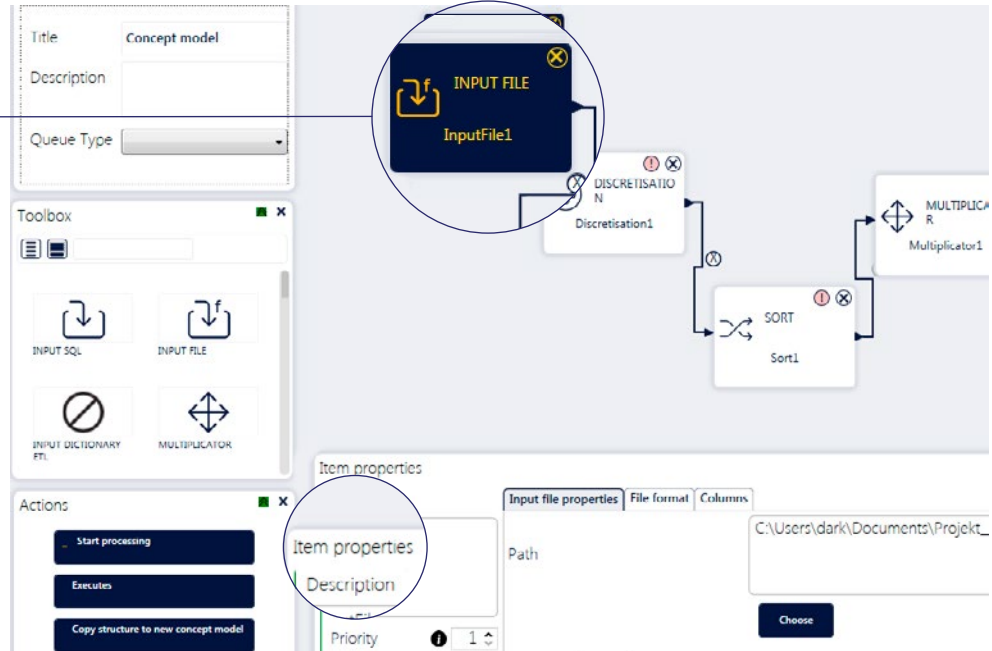 Title
Concept model
Description
Queue Type
Toolbox
INPUT SQL
INPUT FILE
INPUT DICTIONARY
ETL
MULTIPLICATOR
Actions
Start processing
Executes
Copy structure to new concept model
INPUT FILE
InputFile1
DISCRETISATIO
N
Discretisation1
SORT
Sort1
MULTIPLICA
R
Multiplicator1
Item properties
Item properties
Description
Priority
1
Input file properties
File format
Columns
Path
C:\Users\dark\Documents\Projekt_
Choose